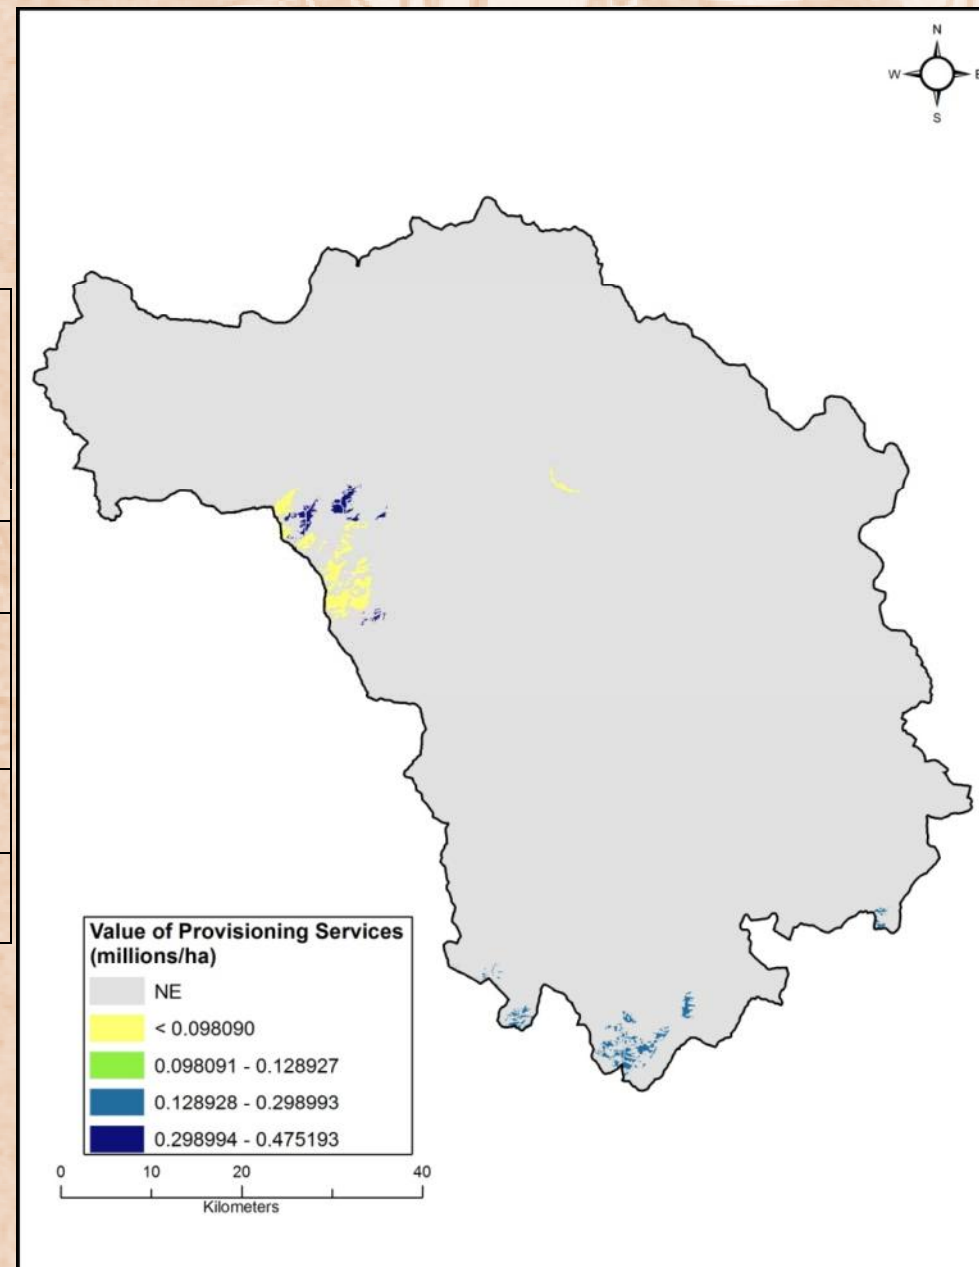 N
W E
S
Value of Provisioning Services
(millions/ha)
NE
< 0.098090
0.098091 - 0.128927
0.128928 - 0.298993
0.298994 - 0.475193
0 10 20 40
Kilometers